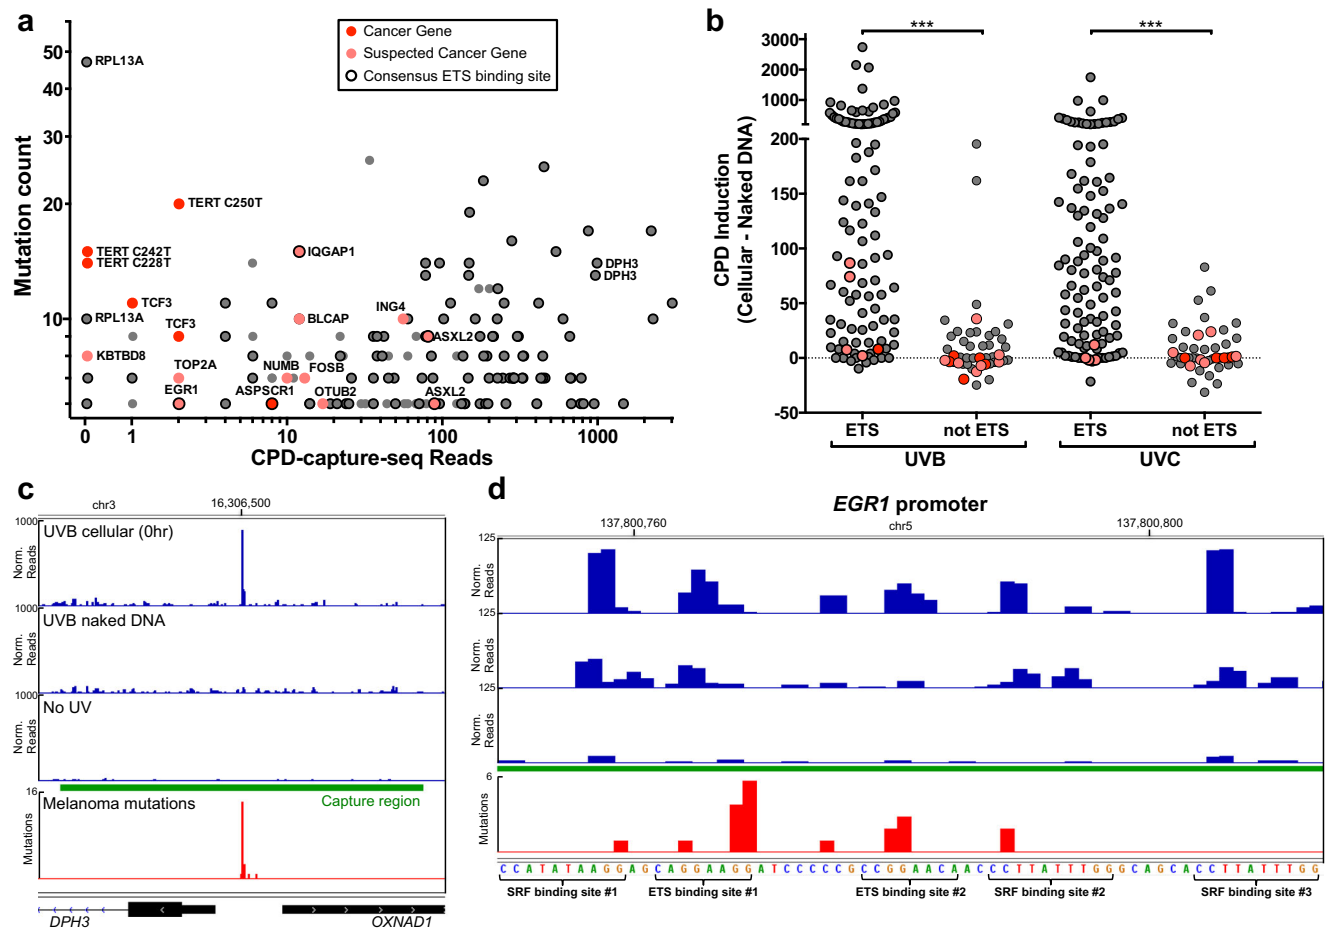 a
Mutation count
50
40
30
20
10
0
1
10
100
1000
CPD-capture-seq Reads
Cancer Gene
Suspected Cancer Gene
Consensus ETS binding site
RPL13A
TERT C250T
TERT C242T
TERT C228T
IQGAP1
DPH3
DPH3
TCF3
RPL13A
TCF3
BLCAP
ING4
ASXL2
KBTBD8
TOP2A
NUMB
FOSB
EGR1
ASPSCR1
OTUB2
ASXL2
b
CPD Induction
(Cellular - Naked DNA)
3000
2000
1000
200
150
100
50
0
-50
***
***
ETS
not ETS
ETS
not ETS
UVB
UVC
c
chr3
16,306,500
1000
UVB cellular (0hr)
Norm.
Reads
1000
UVB naked DNA
Norm.
Reads
1000
No UV
Norm.
Reads
Capture region
16
Melanoma mutations
Mutations
DPH3
OXNAD1
d
EGR1 promoter
137,800,760
chr5
137,800,780
125
Norm.
Reads
125
Norm.
Reads
125
Norm.
Reads
6
Mutations
C C A T A T A A G G A G C A G G A A G G A T C C C C C G C C G G A A C A A C C C T T A T T T G G G C A G C A C C T T A T T T G G
SRF binding site #1
ETS binding site #1
ETS binding site #2
SRF binding site #2
SRF binding site #3